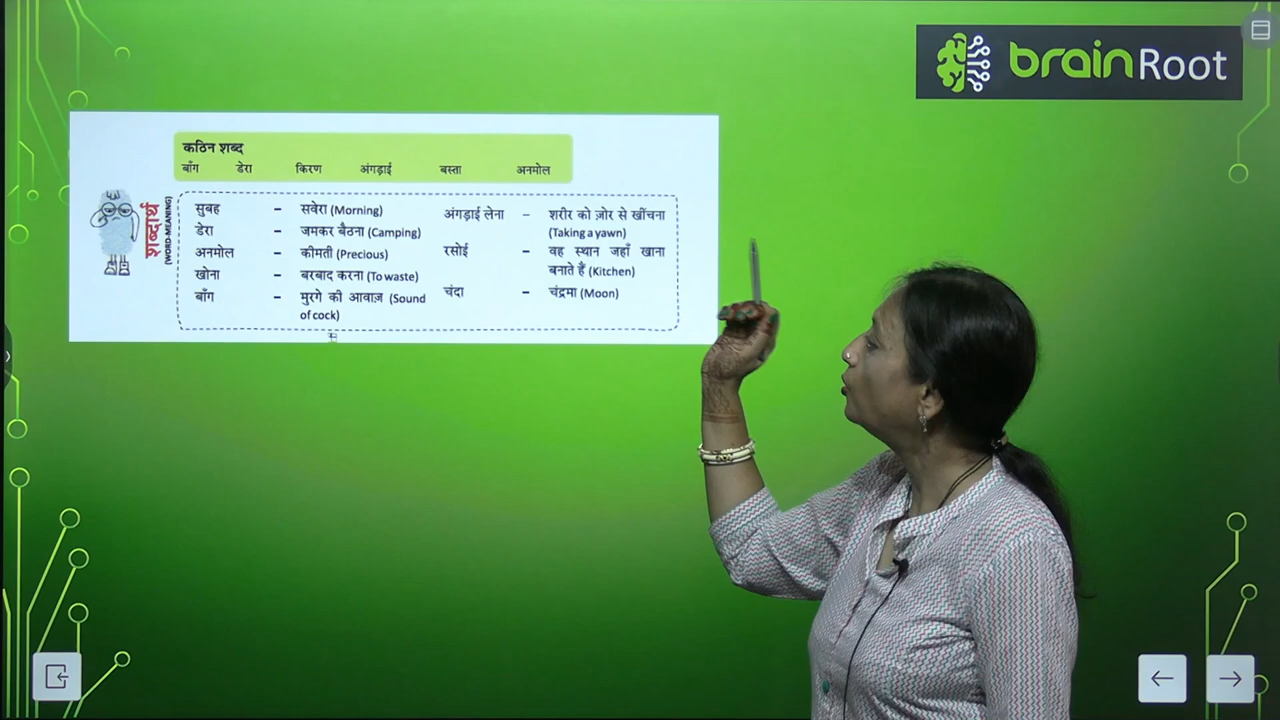 brainRoot
कठिन शब्द
बाँग डेरा किरण अंगड़ाई बस्ता अनमोल
शब्दार्थ
(WORD-MEANING)
सुबह – सवेरा (Morning)
डेरा – जमकर बैठना (Camping)
अनमोल – कीमती (Precious)
खोना – बरबाद करना (To waste)
बाँग – मुरगे की आवाज़ (Sound
of cock)
अंगड़ाई लेना – शरीर को ज़ोर से खींचना
(Taking a yawn)
रसोई – वह स्थान जहाँ खाना
बनाते हैं (Kitchen)
चंदा – चंद्रमा (Moon)